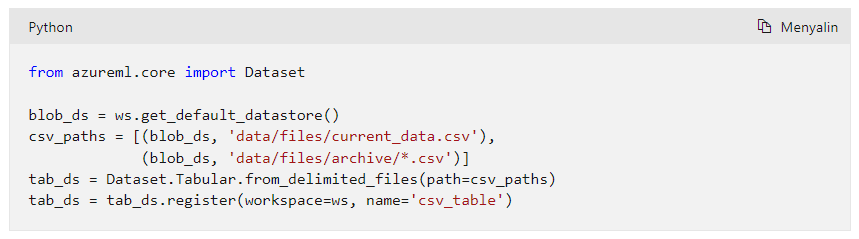 Python
Menyalin
from azureml.core import Dataset
blob_ds = ws.get_default_datastore()
csv_paths = [(blob_ds, 'data/files/current_data.csv'),
(blob_ds, 'data/files/archive/*.csv')]
tab_ds = Dataset.Tabular.from_delimited_files(path=csv_paths)
tab_ds = tab_ds.register(workspace=ws, name='csv_table')